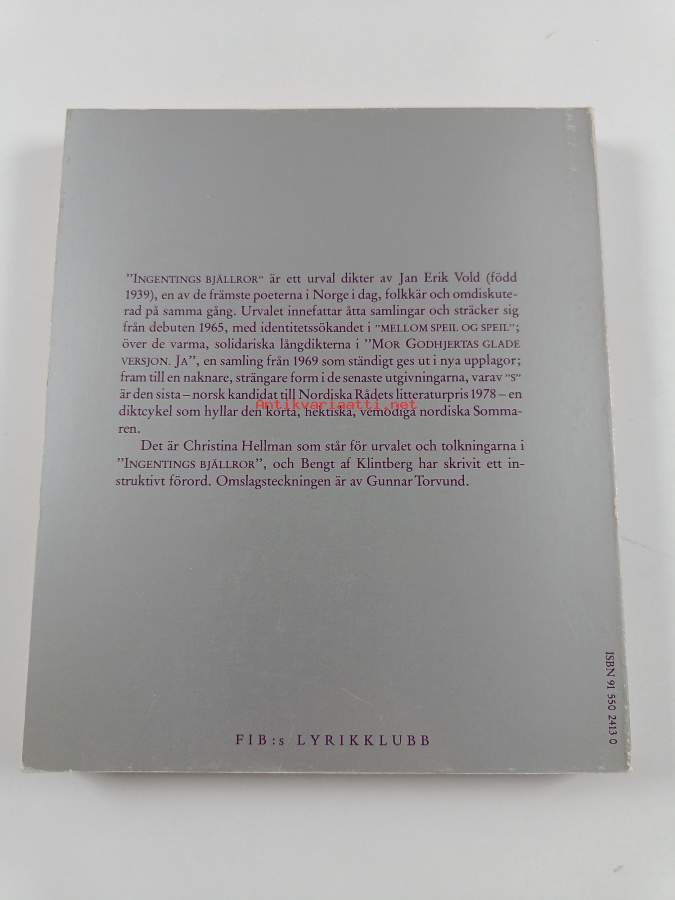 ”INGENTINGS BJÄLLROR” är ett urval dikter av Jan Erik Vold (född
1939), en av de främste poeterna i Norge i dag, folkkär och omdiskute-
rad på samma gång. Urvalet innefattar åtta samlingar och sträcker sig
från debuten 1965, med identitetssökandet i ”MELLOM SPEIL OG SPEIL”;
över de varma, solidariska långdikterna i ”MOR GODHJERTAS GLADE
VERSJON. JA”, en samling från 1969 som ständigt ges ut i nya upplagor;
fram till en naknare, strängare form i de senaste utgivningarna, varav ”S”
är den sista – norsk kandidat till Nordiska Rådets litteraturpris 1978 – en
Antikvariaatti.net
diktcykel som hyllar den korta, hektiska, vemodiga nordiska Somma-
ren.
Det är Christina Hellman som står för urvalet och tolkningarna i
”INGENTINGS BJÄLLROR”, och Bengt af Klintberg har skrivit ett in-
struktivt förord. Omslagsteckningen är av Gunnar Torvund.
ISBN 91 550 2413 0
FIB:s LYRIKKLUBB